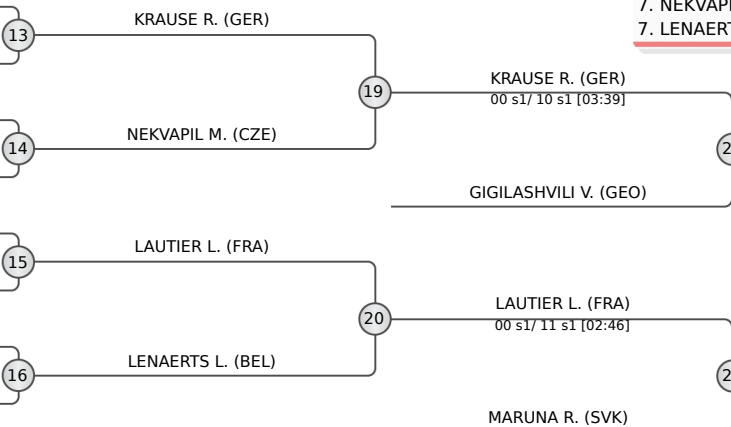 7. NEKVAPI
7. LENAERT
KRAUSE R. (GER)
13
19
KRAUSE R. (GER)
00 s1/ 10 s1 [03:39]
NEKVAPIL M. (CZE)
14
2
GIGILASHVILI V. (GEO)
LAUTIER L. (FRA)
15
20
LAUTIER L. (FRA)
00 s1/ 11 s1 [02:46]
LENAERTS L. (BEL)
16
2
MARUNA R. (SVK)